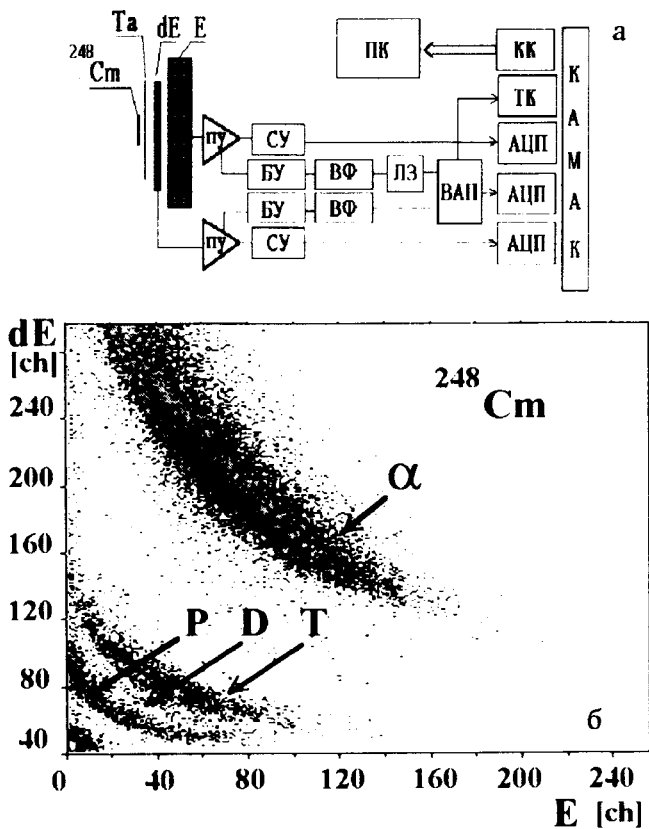 Ta dE E
248
Cm
ПУ СУ
БУ ВФ ЛЗ
БУ ВФ ВАП
ПУ СУ
ПК КК
ТК
АЦП
АЦП
АЦП
К
А
М
А
К
а
dE
[ch]
240
200
160
120
80
40
248
Cm
α
P D T
б
0 40 80 120 160 200 240
E [ch]